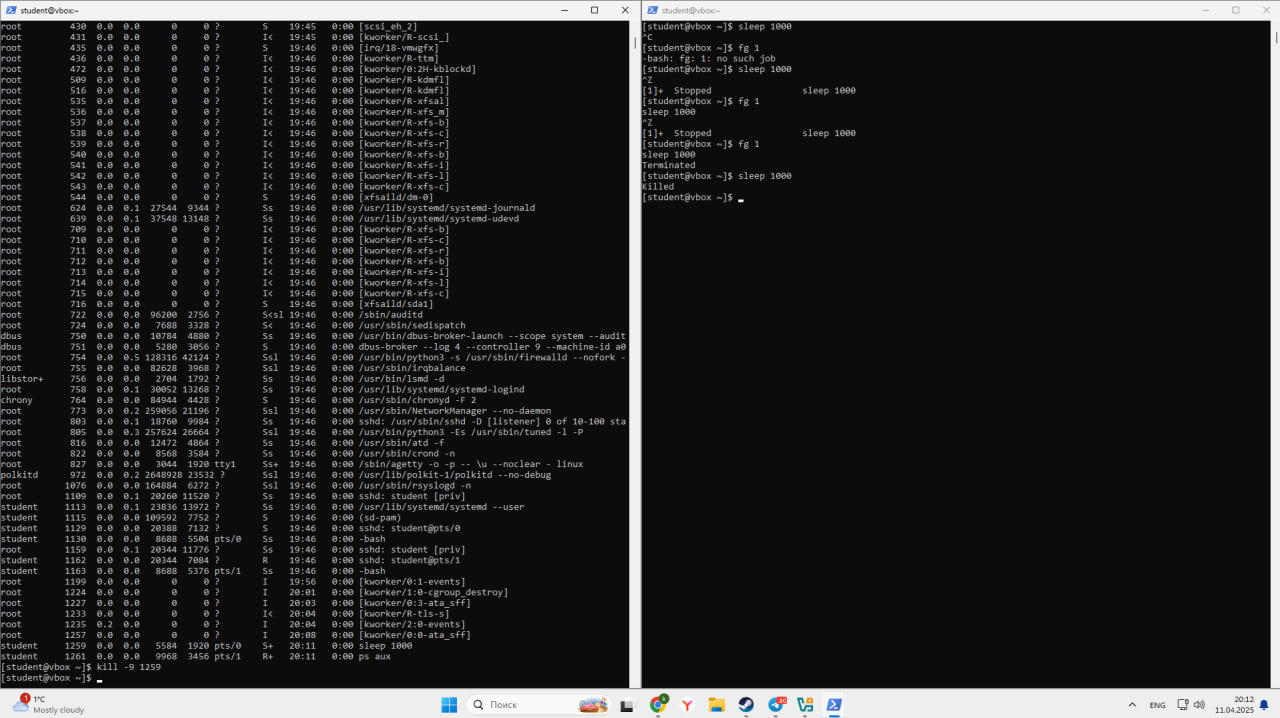 student@vbox:~
root 430 0.0 0.0 0 0 ? S 19:45 0:00 [scsi_eh_2]
root 431 0.0 0.0 0 0 ? I< 19:45 0:00 [kworker/R-scsi_]
root 435 0.0 0.0 0 0 ? S 19:46 0:00 [irq/18-vmwgfx]
root 436 0.0 0.0 0 0 ? I< 19:46 0:00 [kworker/R-ttm]
root 472 0.0 0.0 0 0 ? I< 19:46 0:00 [kworker/0:2H-kblockd]
root 509 0.0 0.0 0 0 ? I< 19:46 0:00 [kworker/R-kdmfl]
root 516 0.0 0.0 0 0 ? I< 19:46 0:00 [kworker/R-kdmfl]
root 535 0.0 0.0 0 0 ? I< 19:46 0:00 [kworker/R-xfsal]
root 536 0.0 0.0 0 0 ? I< 19:46 0:00 [kworker/R-xfs_m]
root 537 0.0 0.0 0 0 ? I< 19:46 0:00 [kworker/R-xfs-b]
root 538 0.0 0.0 0 0 ? I< 19:46 0:00 [kworker/R-xfs-c]
root 539 0.0 0.0 0 0 ? I< 19:46 0:00 [kworker/R-xfs-r]
root 540 0.0 0.0 0 0 ? I< 19:46 0:00 [kworker/R-xfs-b]
root 541 0.0 0.0 0 0 ? I< 19:46 0:00 [kworker/R-xfs-i]
root 542 0.0 0.0 0 0 ? I< 19:46 0:00 [kworker/R-xfs-l]
root 543 0.0 0.0 0 0 ? I< 19:46 0:00 [kworker/R-xfs-c]
root 544 0.0 0.0 0 0 ? S 19:46 0:00 [xfsaild/dm-0]
root 624 0.0 0.1 27544 9344 ? Ss 19:46 0:00 /usr/lib/systemd/systemd-journald
root 639 0.0 0.1 37548 13148 ? Ss 19:46 0:00 /usr/lib/systemd/systemd-udevd
root 709 0.0 0.0 0 0 ? I< 19:46 0:00 [kworker/R-xfs-b]
root 710 0.0 0.0 0 0 ? I< 19:46 0:00 [kworker/R-xfs-c]
root 711 0.0 0.0 0 0 ? I< 19:46 0:00 [kworker/R-xfs-r]
root 712 0.0 0.0 0 0 ? I< 19:46 0:00 [kworker/R-xfs-b]
root 713 0.0 0.0 0 0 ? I< 19:46 0:00 [kworker/R-xfs-i]
root 714 0.0 0.0 0 0 ? I< 19:46 0:00 [kworker/R-xfs-l]
root 715 0.0 0.0 0 0 ? I< 19:46 0:00 [kworker/R-xfs-c]
root 716 0.0 0.0 0 0 ? S 19:46 0:00 [xfsaild/sda1]
root 722 0.0 0.0 96200 2756 ? S<sl 19:46 0:00 /sbin/auditd
root 724 0.0 0.0 7688 3328 ? S< 19:46 0:00 /usr/sbin/sedispatch
dbus 750 0.0 0.0 10784 4880 ? Ss 19:46 0:00 /usr/bin/dbus-broker-launch --scope system --audit
dbus 751 0.0 0.0 5280 3056 ? S 19:46 0:00 dbus-broker --log 4 --controller 9 --machine-id a0
root 754 0.0 0.5 128316 42124 ? Ssl 19:46 0:00 /usr/bin/python3 -s /usr/sbin/firewalld --nofork -
root 755 0.0 0.0 82628 3968 ? Ssl 19:46 0:00 /usr/sbin/irqbalance
libstor+ 756 0.0 0.0 2704 1792 ? Ss 19:46 0:00 /usr/bin/lsmd -d
root 758 0.0 0.1 30052 13268 ? Ss 19:46 0:00 /usr/lib/systemd/systemd-logind
chrony 764 0.0 0.0 84944 4428 ? S 19:46 0:00 /usr/sbin/chronyd -F 2
root 773 0.0 0.2 259056 21196 ? Ssl 19:46 0:00 /usr/sbin/NetworkManager --no-daemon
root 803 0.0 0.1 18760 9984 ? Ss 19:46 0:00 sshd: /usr/sbin/sshd -D [listener] 0 of 10-100 sta
root 805 0.0 0.3 257624 26664 ? Ssl 19:46 0:00 /usr/bin/python3 -Es /usr/sbin/tuned -l -P
root 816 0.0 0.0 12472 4864 ? Ss 19:46 0:00 /usr/sbin/atd -f
root 822 0.0 0.0 8568 3584 ? Ss 19:46 0:00 /usr/sbin/crond -n
root 827 0.0 0.0 3044 1920 tty1 Ss+ 19:46 0:00 /sbin/agetty -o -p -- \u --noclear - linux
polkitd 972 0.0 0.2 2648928 23532 ? Ssl 19:46 0:00 /usr/lib/polkit-1/polkitd --no-debug
root 1076 0.0 0.0 164884 6272 ? Ssl 19:46 0:00 /usr/sbin/rsyslogd -n
root 1109 0.0 0.1 20260 11520 ? Ss 19:46 0:00 sshd: student [priv]
student 1113 0.0 0.1 23836 13972 ? Ss 19:46 0:00 /usr/lib/systemd/systemd --user
student 1115 0.0 0.0 109592 7752 ? S 19:46 0:00 (sd-pam)
student 1129 0.0 0.0 20388 7132 ? S 19:46 0:00 sshd: student@pts/0
student 1130 0.0 0.0 8688 5504 pts/0 Ss 19:46 0:00 -bash
root 1159 0.0 0.1 20344 11776 ? Ss 19:46 0:00 sshd: student [priv]
student 1162 0.0 0.0 20344 7084 ? R 19:46 0:00 sshd: student@pts/1
student 1163 0.0 0.0 8688 5376 pts/1 Ss 19:46 0:00 -bash
root 1199 0.0 0.0 0 0 ? I 19:56 0:00 [kworker/0:1-events]
root 1224 0.0 0.0 0 0 ? I 20:01 0:00 [kworker/1:0-cgroup_destroy]
root 1227 0.0 0.0 0 0 ? I 20:03 0:00 [kworker/0:3-ata_sff]
root 1233 0.0 0.0 0 0 ? I< 20:04 0:00 [kworker/R-tls-s]
root 1235 0.2 0.0 0 0 ? I 20:04 0:00 [kworker/2:0-events]
root 1257 0.0 0.0 0 0 ? I 20:08 0:00 [kworker/0:0-ata_sff]
student 1259 0.0 0.0 5584 1920 pts/0 S+ 20:11 0:00 sleep 1000
student 1261 0.0 0.0 9968 3456 pts/1 R+ 20:11 0:00 ps aux
[student@vbox ~]$ kill -9 1259
[student@vbox ~]$
student@vbox:~
[student@vbox ~]$ sleep 1000
^C
[student@vbox ~]$ fg 1
-bash: fg: 1: no such job
[student@vbox ~]$ sleep 1000
^Z
[1]+ Stopped sleep 1000
[student@vbox ~]$ fg 1
sleep 1000
^Z
[1]+ Stopped sleep 1000
[student@vbox ~]$ fg 1
sleep 1000
Terminated
[student@vbox ~]$ sleep 1000
Killed
[student@vbox ~]$
1
1°C
Mostly cloudy
Поиск
ENG
20:12
11.04.2025